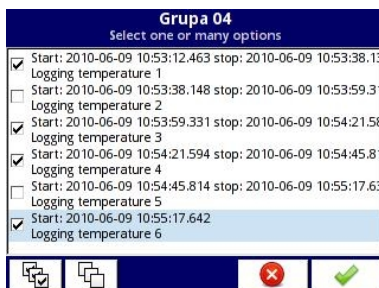 Grupa 04
Select one or many options
Start: 2010-06-09 10:53:12.463 stop: 2010-06-09 10:53:38.13
Logging temperature 1
Start: 2010-06-09 10:53:38.148 stop: 2010-06-09 10:53:59.31
Logging temperature 2
Start: 2010-06-09 10:53:59.331 stop: 2010-06-09 10:54:21.58
Logging temperature 3
Start: 2010-06-09 10:54:21.594 stop: 2010-06-09 10:54:45.81
Logging temperature 4
Start: 2010-06-09 10:54:45.814 stop: 2010-06-09 10:55:17.63
Logging temperature 5
Start: 2010-06-09 10:55:17.642
Logging temperature 6